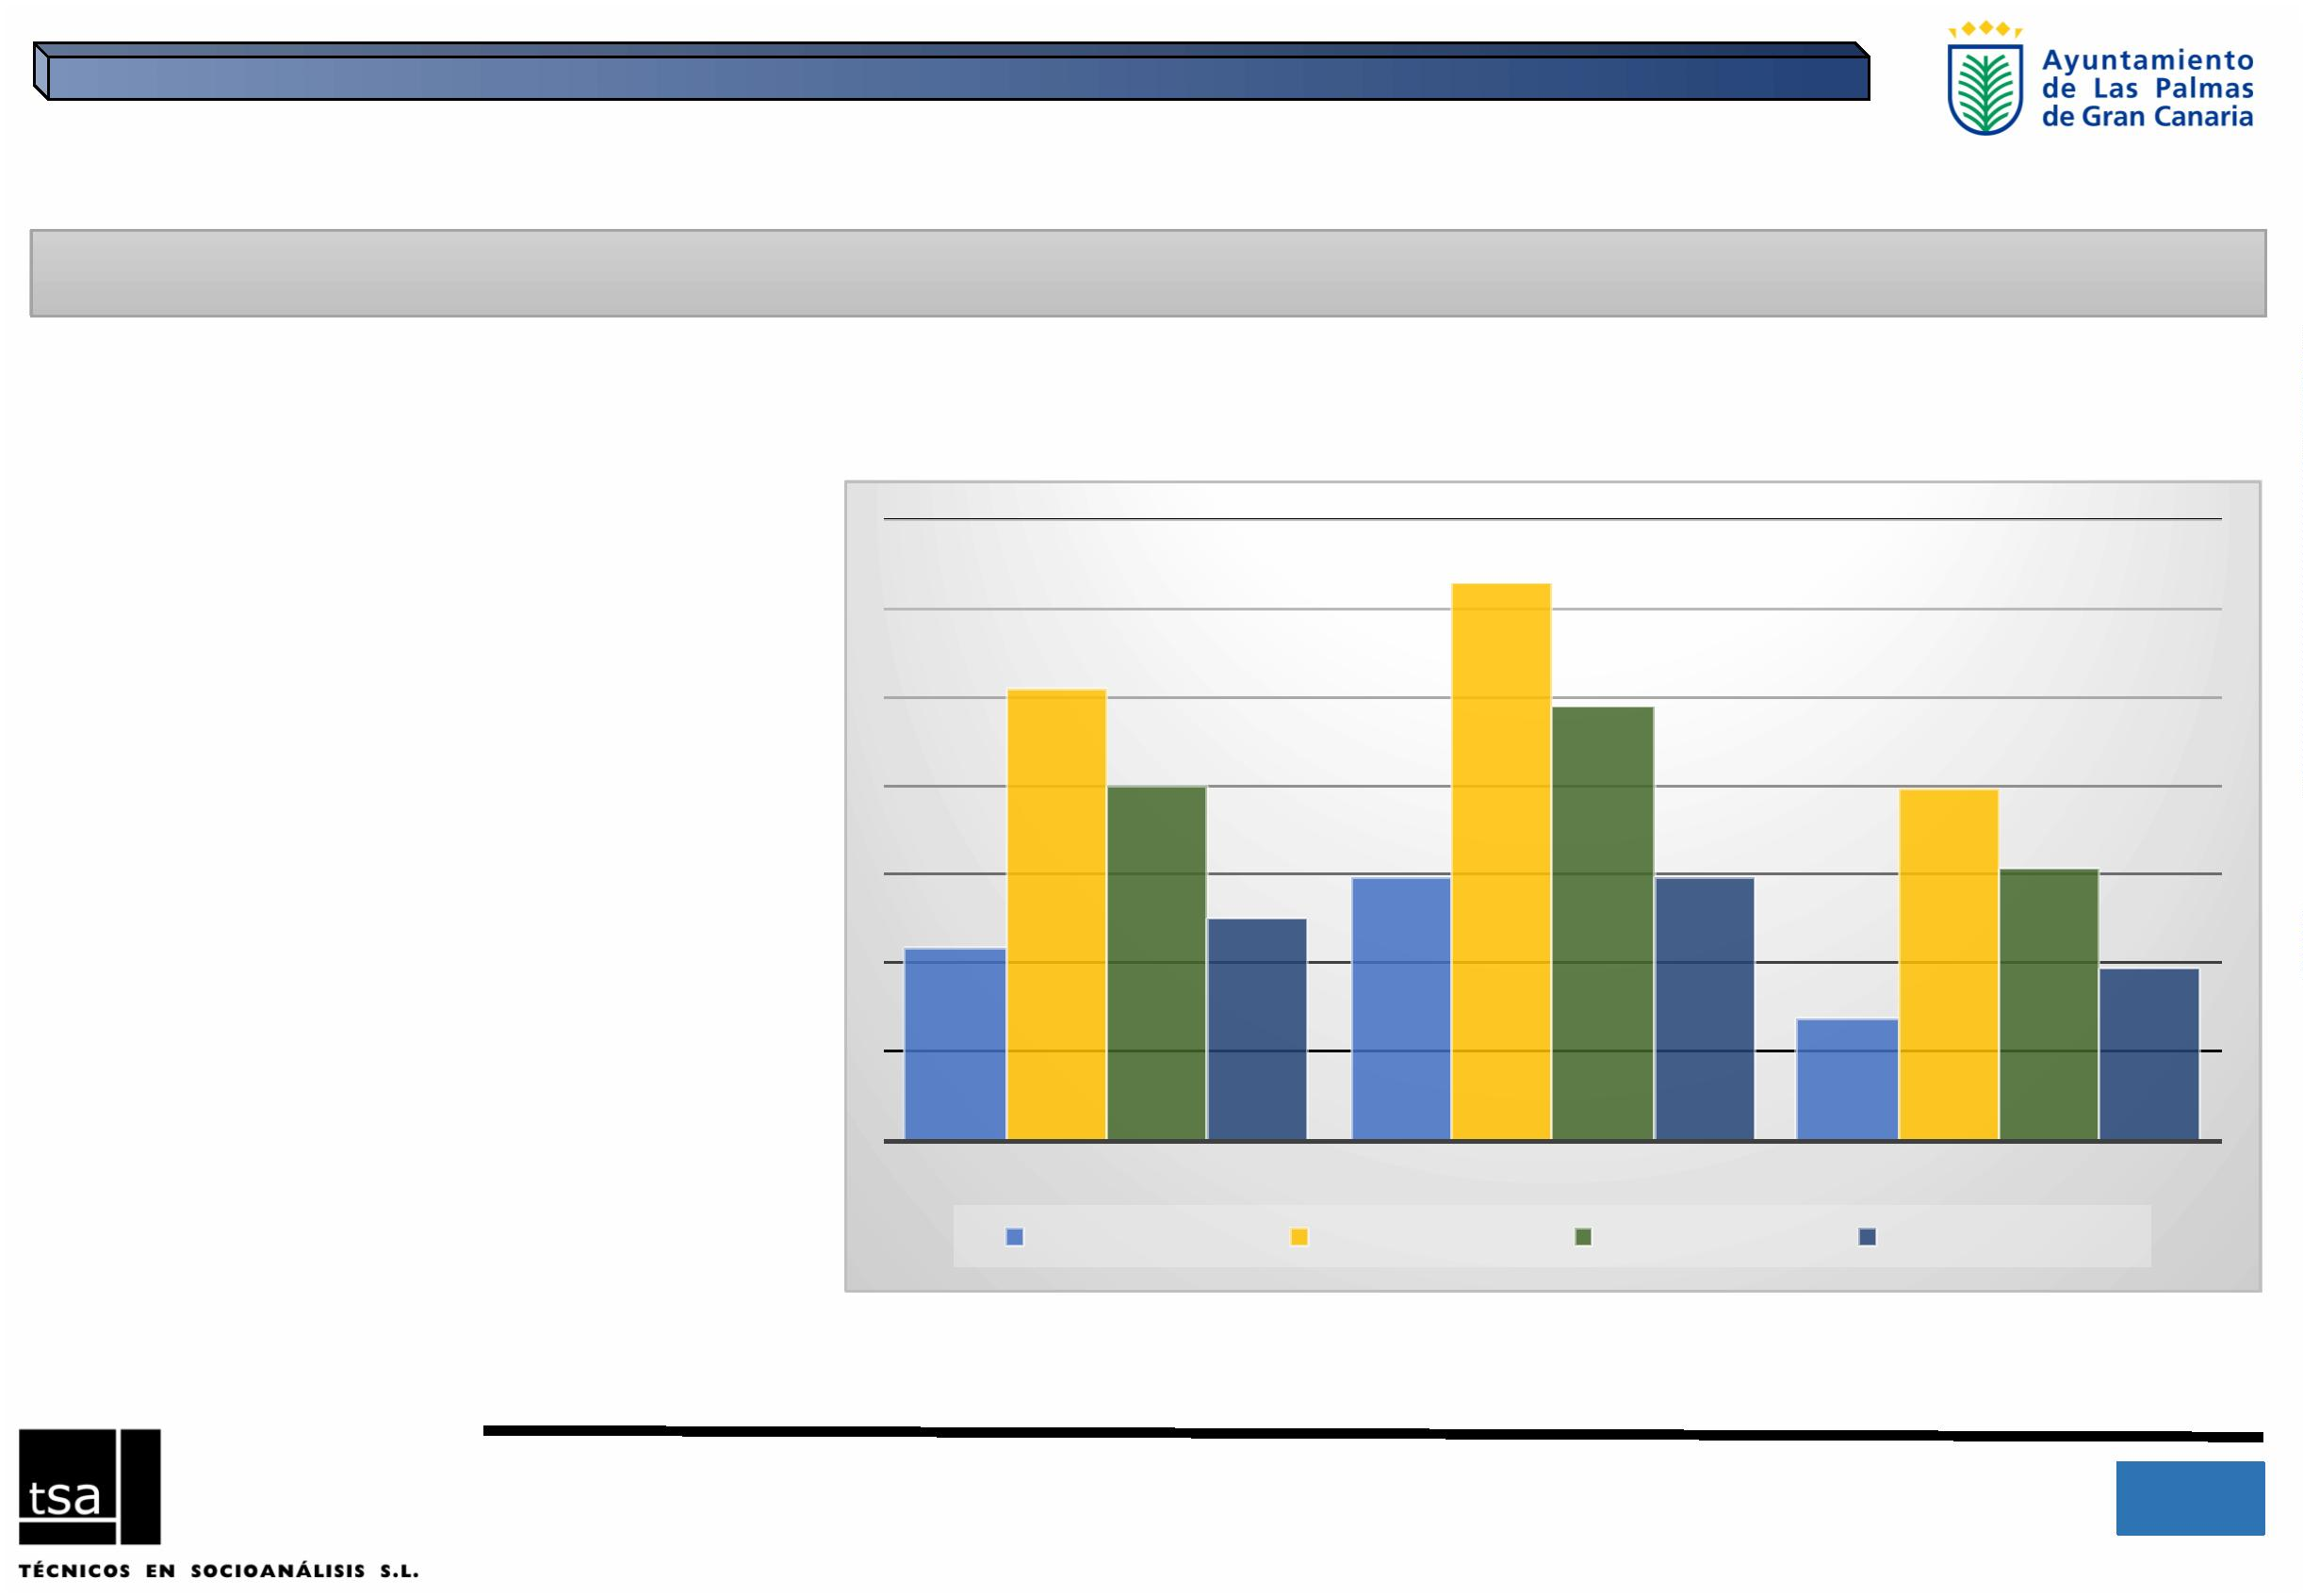 Ayuntamiento
de Las Palmas
de Gran Canaria
tsa
TÉCNICOS EN SOCIOANÁLISIS S.L.